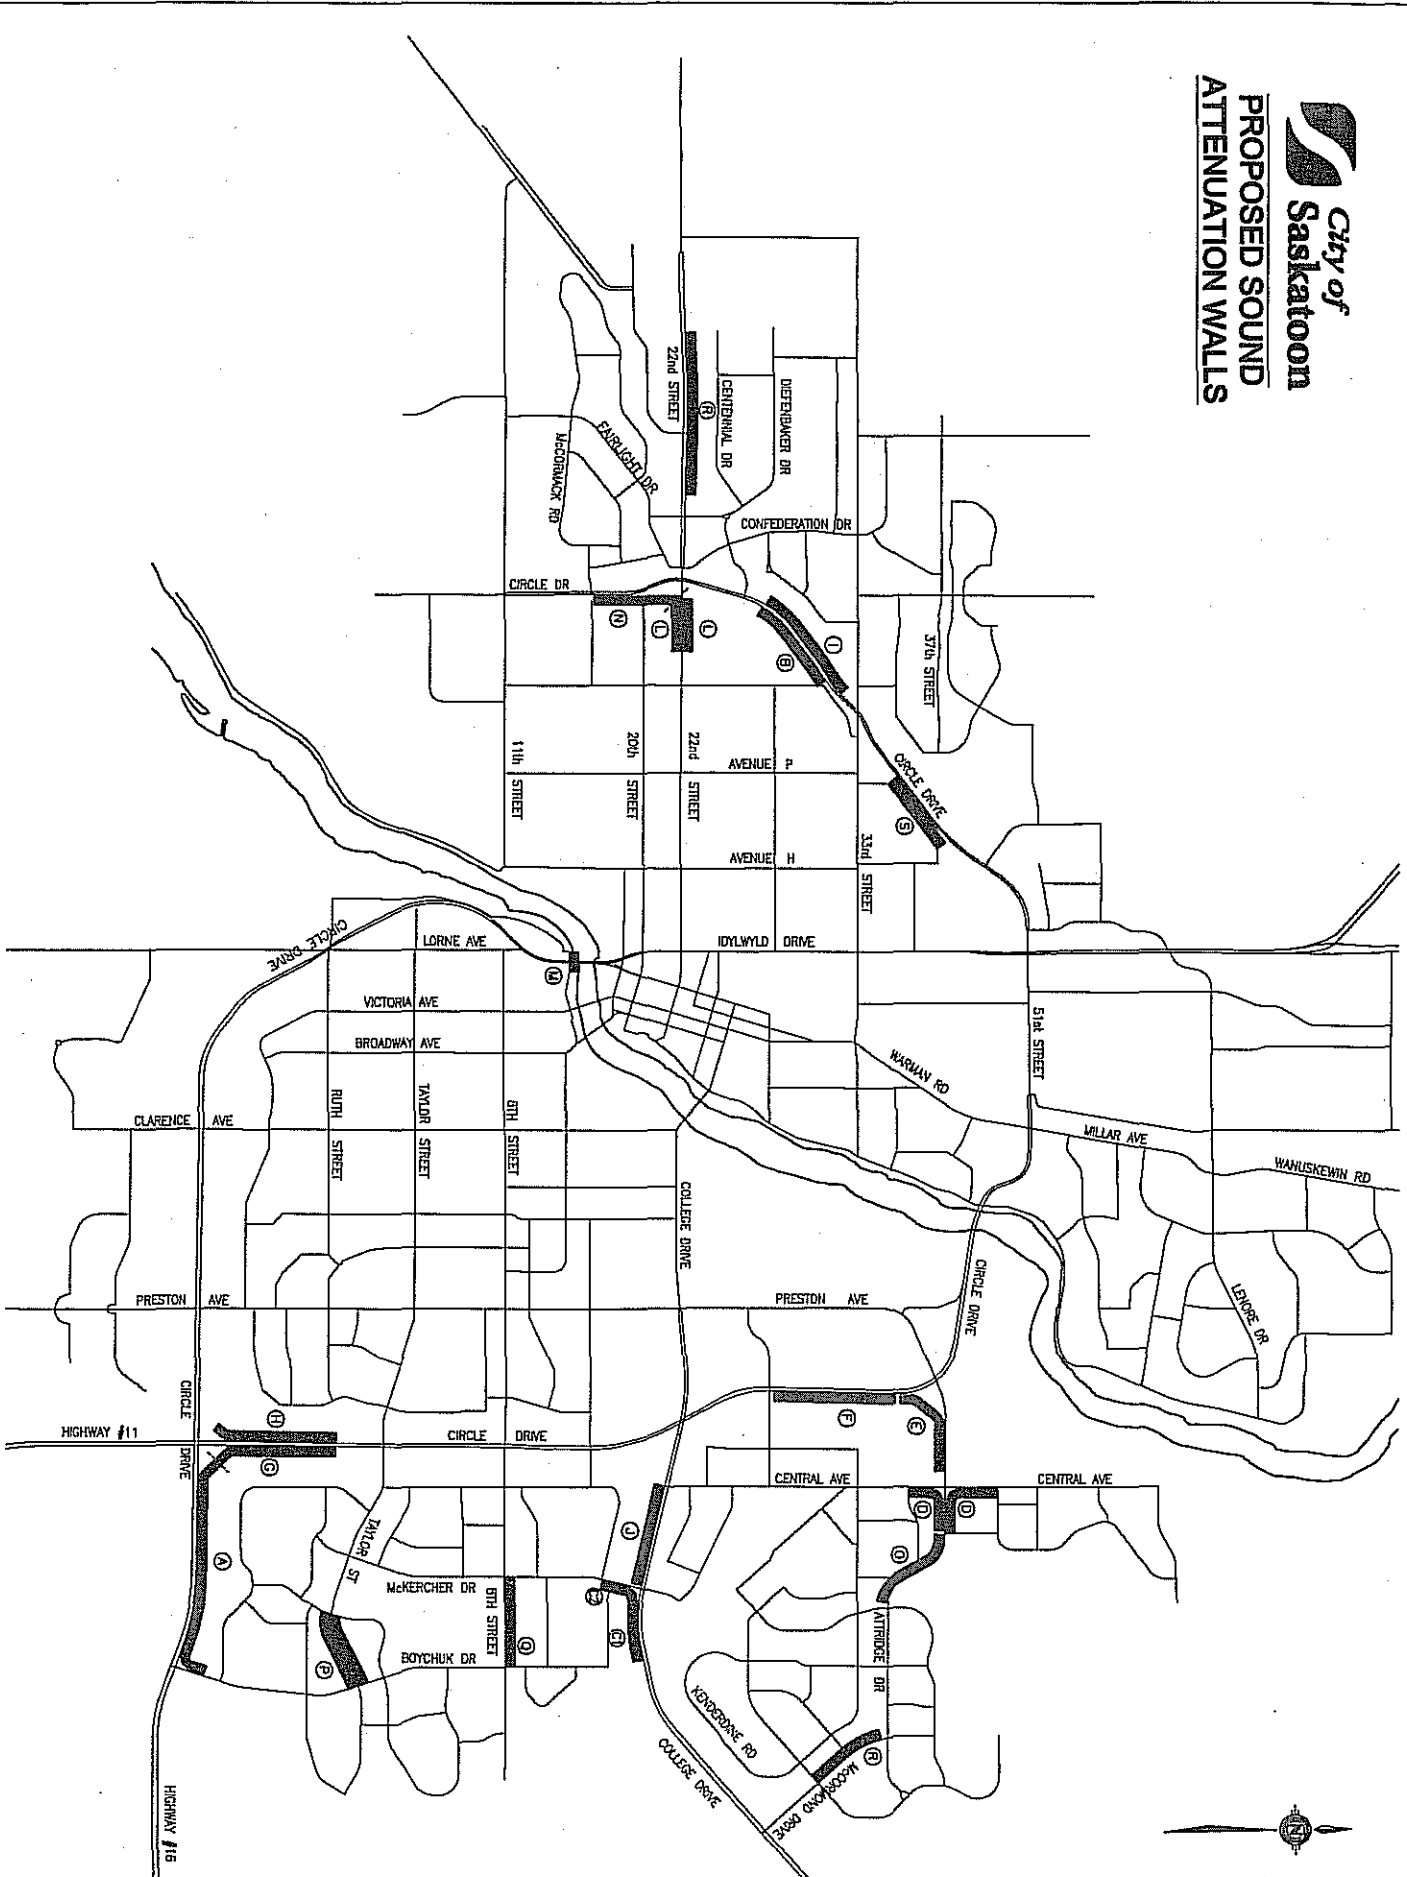 City of
Saskatoon
PROPOSED SOUND
ATTENUATION WALLS
22nd STREET
R
CENTENNIAL DR
DIEFENBAKER DR
FAIRLIGHT DR
McCORMACK RD
CONFEDERATION DR
CIRCLE DR
N
L
L
I
B
37th STREET
11th STREET
20th STREET
22nd STREET
AVENUE P
CIRCLE DRIVE
S
AVENUE H
33rd STREET
CIRCLE DRIVE
LORNE AVE
M
IDYLWYLD DRIVE
VICTORIA AVE
BROADWAY AVE
51st STREET
WARMAN RD
CLARENCE AVE
RUTH STREET
TAYLOR STREET
8TH STREET
MILLAR AVE
WANUSKEWIN RD
COLLEGE DRIVE
LENORE DR
CIRCLE DRIVE
PRESTON AVE
PRESTON AVE
HIGHWAY #11
CIRCLE DRIVE
H
G
CIRCLE DRIVE
F
E
CENTRAL AVE
CENTRAL AVE
D
D
O
J
A
TAYLOR ST
McKERCHER DR
8TH STREET
Q
C1
P
BOYCHUK DR
ATTRIDGE DR
KENDERDINE RD
R
McCORMOND DRIVE
COLLEGE DRIVE
HIGHWAY #16
N